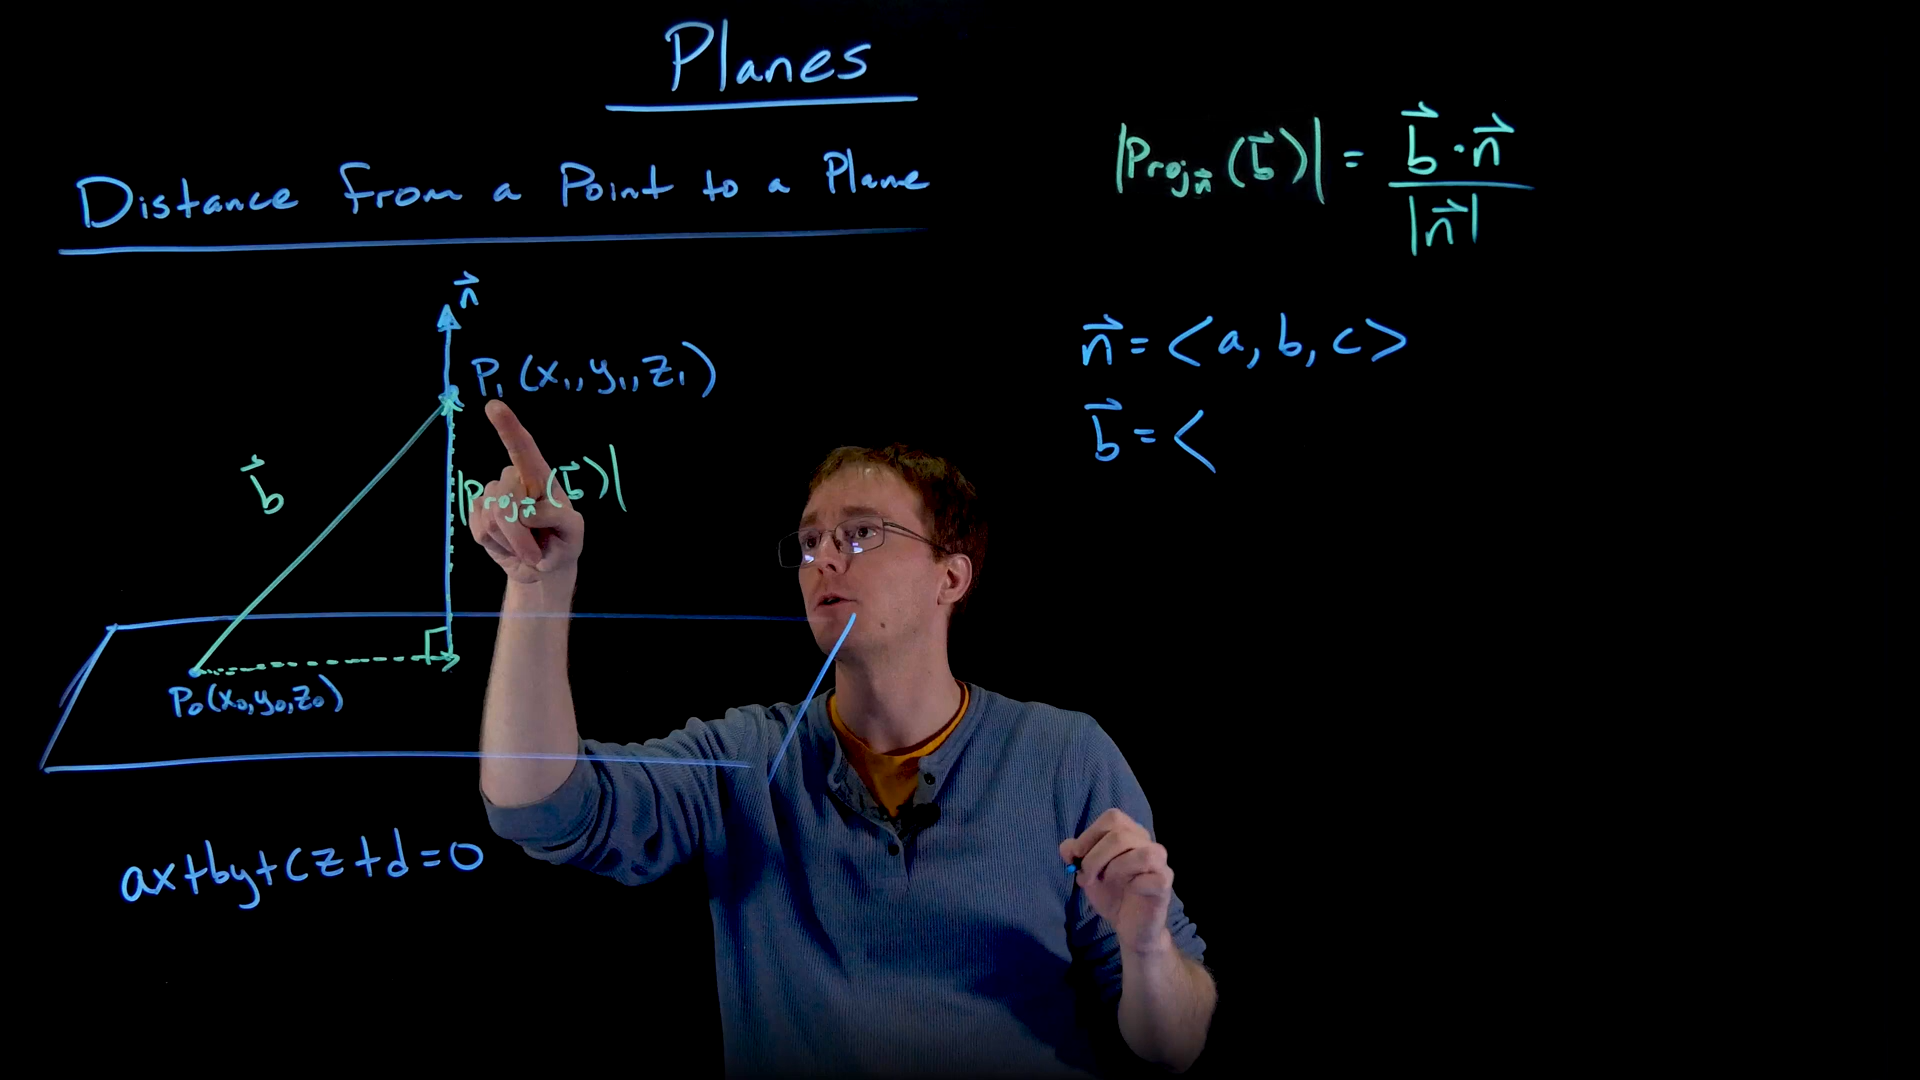 Planes
Distance from a Point to a Plane
|Proj_n⃗ (b⃗)| = b⃗ · n⃗ / |n⃗|
n⃗ = <a, b, c>
b⃗ = <
n⃗
P₁ (x₁, y₁, z₁)
b⃗
|Proj_n⃗ (b⃗)|
P₀(x₀,y₀,z₀)
ax+by+cz+d=0